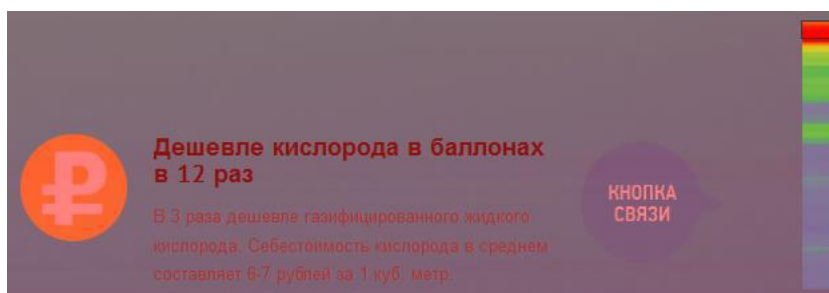 Дешевле кислорода в баллонах
в 12 раз
В 3 раза дешевле газифицированного жидкого
кислорода. Себестоимость кислорода в среднем
составляет 6-7 рублей за 1 куб. метр.
КНОПКА
СВЯЗИ